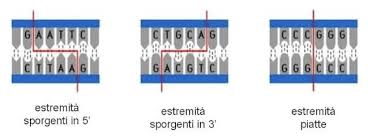 GAATTC
CTTAAG
estremità
sporgenti in 5'
CTGCAG
GACGTC
estremità
sporgenti in 3'
CCCGGG
GGGCCC
estremità
piatte